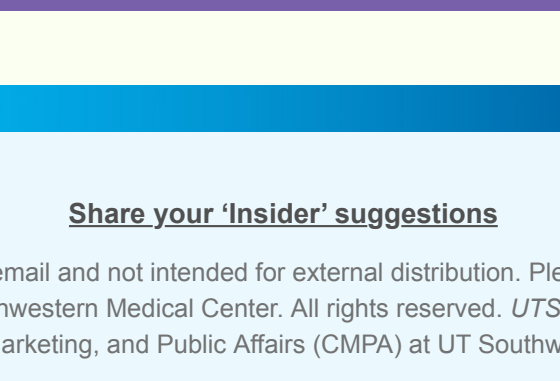 Share your ‘Insider’ suggestions
email and not intended for external distribution. Ple
hwestern Medical Center. All rights reserved. UTS
arketing, and Public Affairs (CMPA) at UT Southw